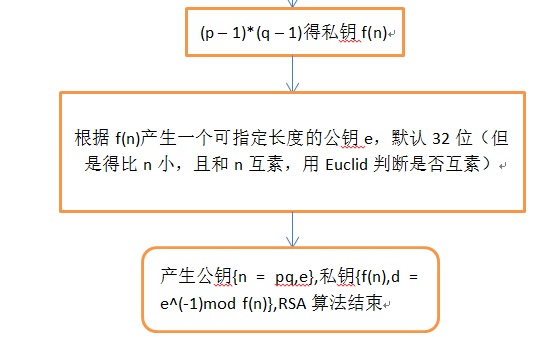 (p – 1)*(q – 1)得私钥 f(n)
根据 f(n)产生一个可指定长度的公钥 e，默认 32 位（但
是得比 n 小，且和 n 互素，用 Euclid 判断是否互素）
产生公钥{n = pq,e},私钥{f(n),d =
e^(-1)mod f(n)},RSA 算法结束